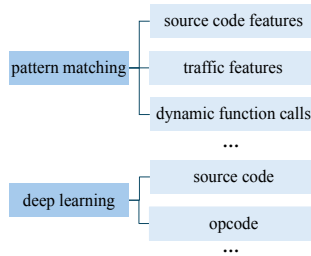 source code features
pattern matching
traffic features
dynamic function calls
...
source code
deep learning
opcode
...